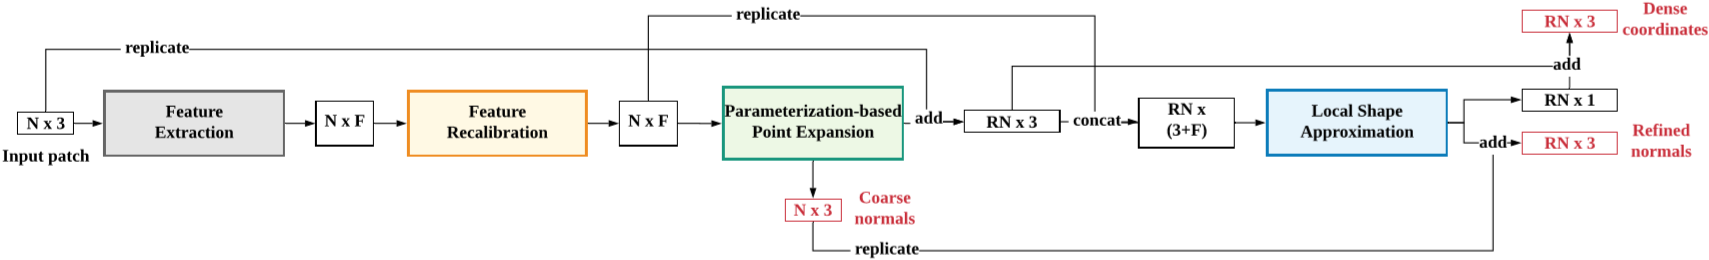 replicate
replicate
N x 3
Input patch
Feature
Extraction
N x F
Feature
Recalibration
N x F
Parameterization-based
Point Expansion
N x 3
Coarse
normals
replicate
add
RN x 3
concat
RN x
(3+F)
Local Shape
Approximation
RN x 3
Dense
coordinates
add
RN x 1
add
RN x 3
Refined
normals